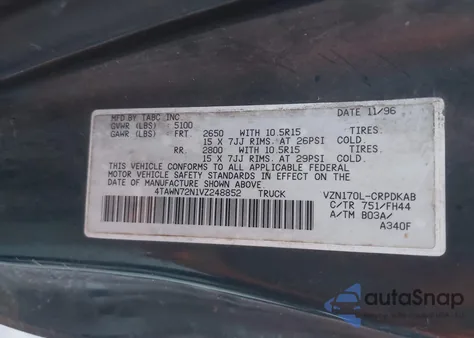 MFD BY TABC INC. DATE 11/96
GVWR (LBS) : 5100
GAWR (LBS) : FRT. 2650 WITH 10.5R15 TIRES.
15 X 7JJ RIMS. AT 26PSI COLD.
RR. 2800 WITH 10.5R15 TIRES.
15 X 7JJ RIMS. AT 29PSI COLD.
THIS VEHICLE CONFORMS TO ALL APPLICABLE FEDERAL
MOTOR VEHICLE SAFETY STANDARDS IN EFFECT ON THE
DATE OF MANUFACTURE SHOWN ABOVE.
4TAWN72N1VZ248852 TRUCK VZN170L-CRPDKAB
C/TR 751/FH44
A/TM B03A/
A340F
autoSnap